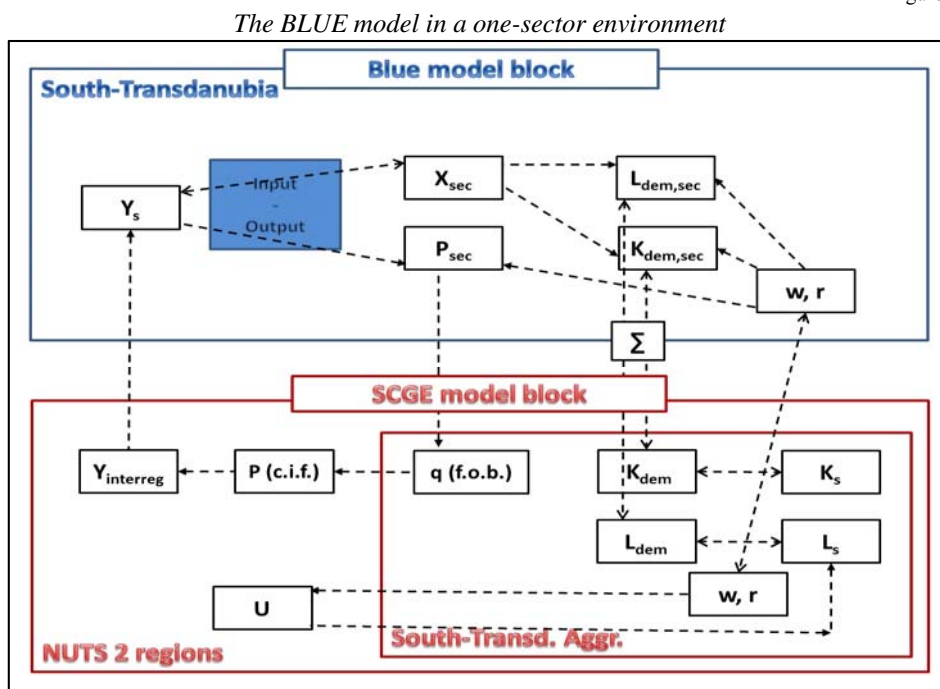 The BLUE model in a one-sector environment
Blue model block
South-Transdanubia
Input
-
Output
X_sec
L_dem,sec
Y_s
P_sec
K_dem,sec
w, r
Σ
SCGE model block
Y_interreg
P (c.i.f.)
q (f.o.b.)
K_dem
K_s
L_dem
L_s
w, r
U
South-Transd. Aggr.
NUTS 2 regions